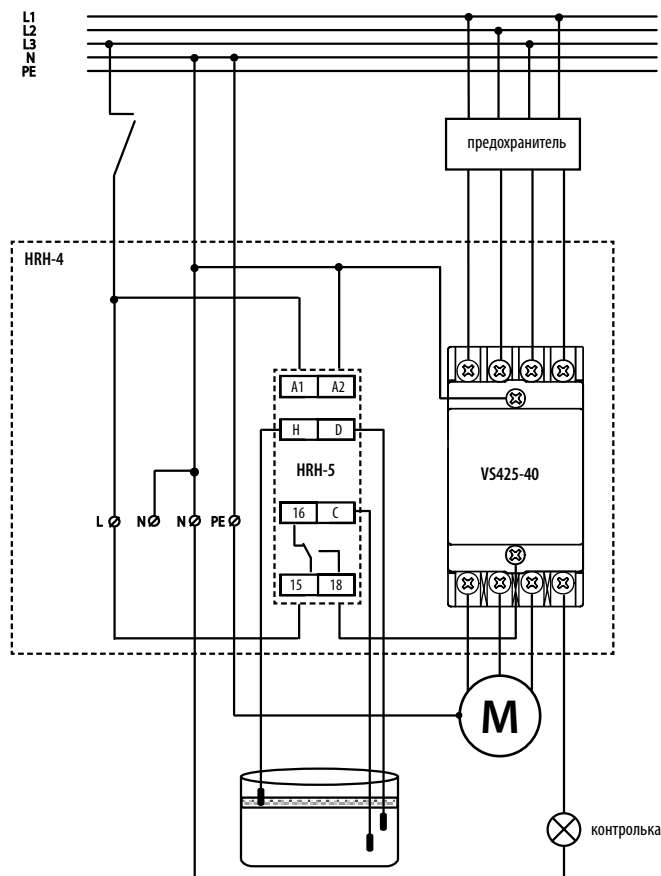 L1
L2
L3
N
PE
предохранитель
HRH-4
A1 A2
H D
HRH-5
VS425-40
16 C
L N N PE
15 18
M
контролька